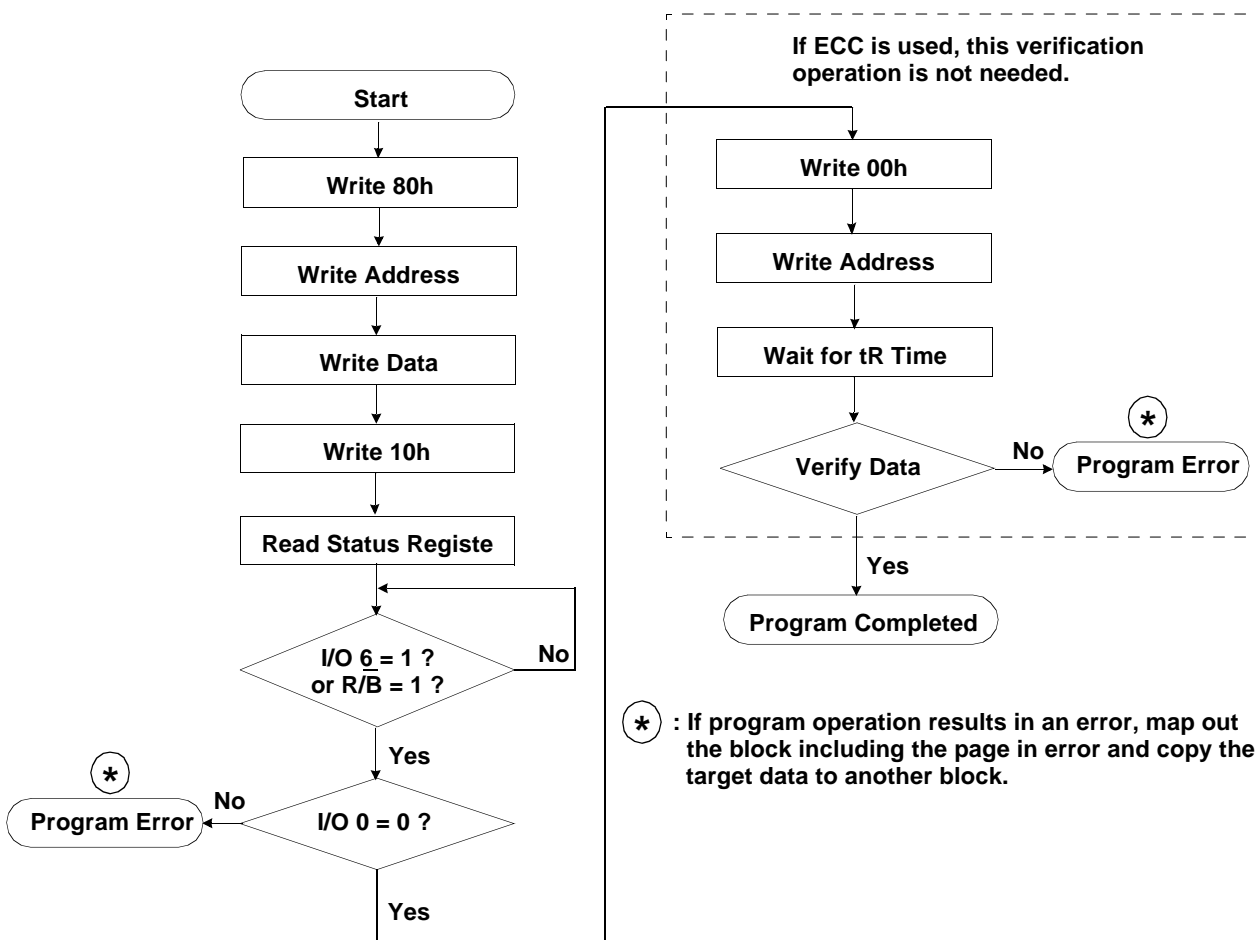 Start
Write 80h
Write Address
Write Data
Write 10h
Read Status Registe
I/O 6 = 1 ?
or R/B = 1 ?
No
Yes
*
Program Error
No
I/O 0 = 0 ?
Yes
If ECC is used, this verification
operation is not needed.
Write 00h
Write Address
Wait for tR Time
Verify Data
No
*
Program Error
Yes
Program Completed
* : If program operation results in an error, map out
the block including the page in error and copy the
target data to another block.